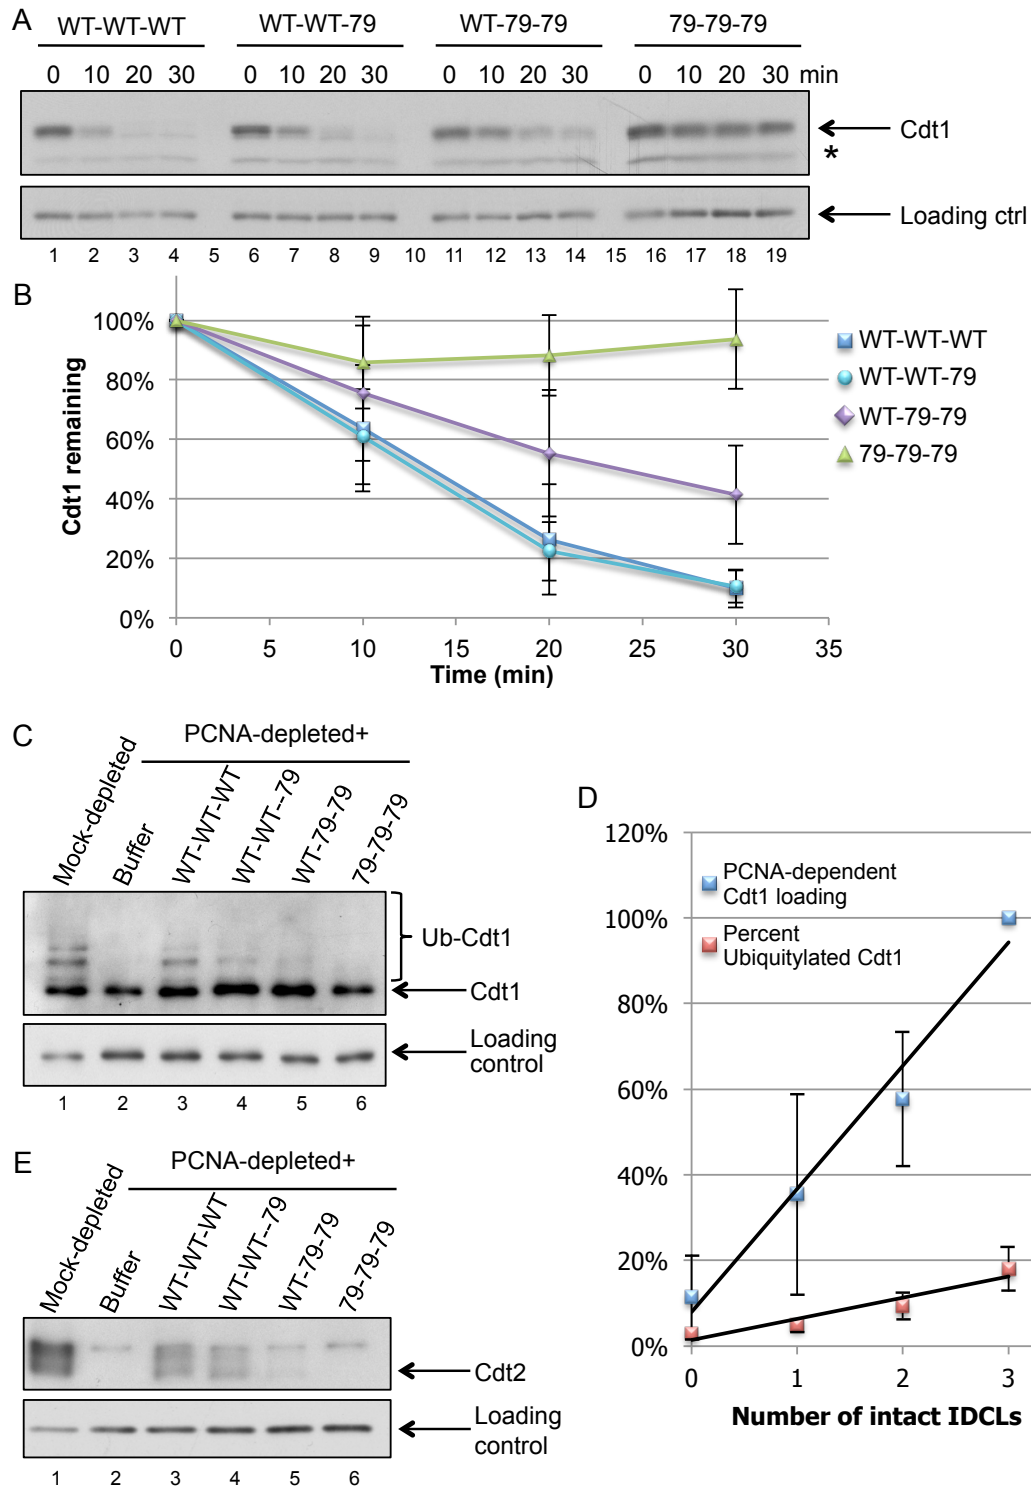 A
WT-WT-WT WT-WT-79 WT-79-79 79-79-79
0 10 20 30 0 10 20 30 0 10 20 30 0 10 20 30 min
Cdt1
*
Loading ctrl
1 2 3 4 5 6 7 8 9 10 11 12 13 14 15 16 17 18 19
B
100%
80%
60%
40%
20%
0%
Cdt1 remaining
0 5 10 15 20 25 30 35
Time (min)
WT-WT-WT
WT-WT-79
WT-79-79
79-79-79
C
PCNA-depleted+
Mock-depleted
Buffer
WT-WT-WT
WT-WT--79
WT-79-79
79-79-79
Ub-Cdt1
Cdt1
Loading
control
1 2 3 4 5 6
D
120%
100%
80%
60%
40%
20%
0%
PCNA-dependent
Cdt1 loading
Percent
Ubiquitylated Cdt1
0 1 2 3
Number of intact IDCLs
E
PCNA-depleted+
Mock-depleted
Buffer
WT-WT-WT
WT-WT--79
WT-79-79
79-79-79
Cdt2
Loading
control
1 2 3 4 5 6